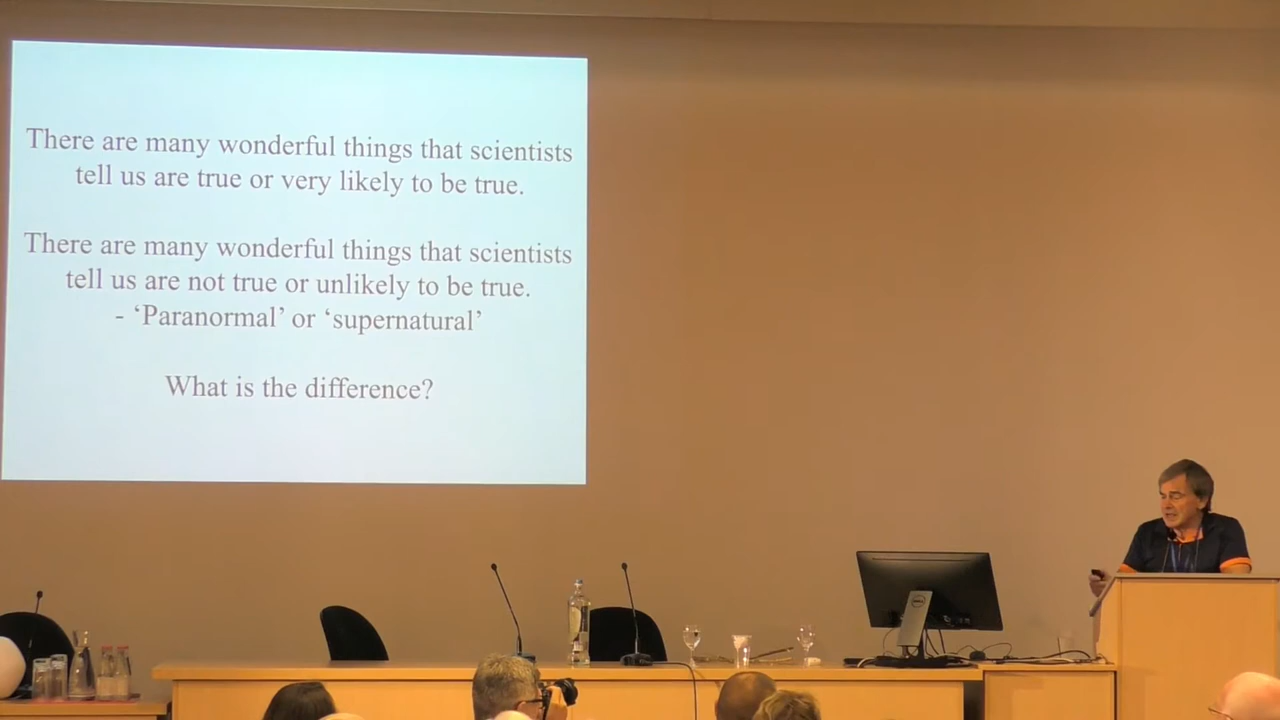 There are many wonderful things that scientists
tell us are true or very likely to be true.
There are many wonderful things that scientists
tell us are not true or unlikely to be true.
- ‘Paranormal’ or ‘supernatural’
What is the difference?
DELL